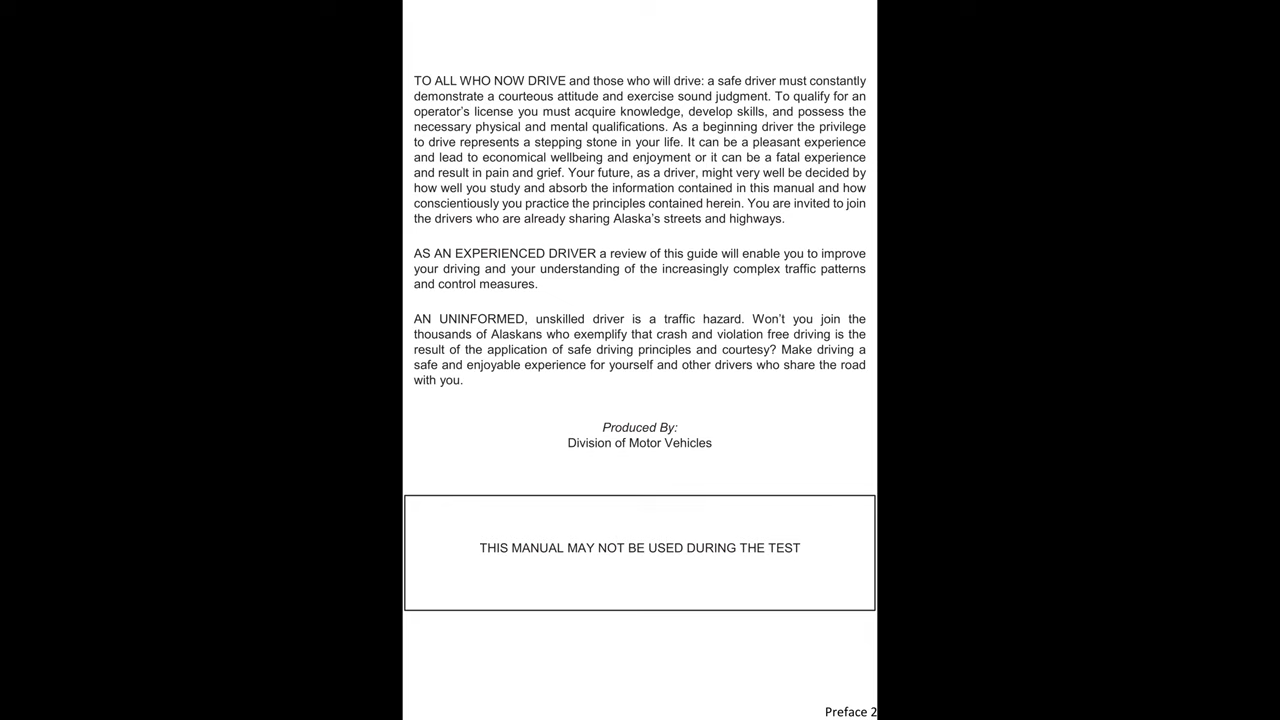 TO ALL WHO NOW DRIVE and those who will drive: a safe driver must constantly
demonstrate a courteous attitude and exercise sound judgment. To qualify for an
operator's license you must acquire knowledge, develop skills, and possess the
necessary physical and mental qualifications. As a beginning driver the privilege
to drive represents a stepping stone in your life. It can be a pleasant experience
and lead to economical wellbeing and enjoyment or it can be a fatal experience
and result in pain and grief. Your future, as a driver, might very well be decided by
how well you study and absorb the information contained in this manual and how
conscientiously you practice the principles contained herein. You are invited to join
the drivers who are already sharing Alaska's streets and highways.
AS AN EXPERIENCED DRIVER a review of this guide will enable you to improve
your driving and your understanding of the increasingly complex traffic patterns
and control measures.
AN UNINFORMED, unskilled driver is a traffic hazard. Won't you join the
thousands of Alaskans who exemplify that crash and violation free driving is the
result of the application of safe driving principles and courtesy? Make driving a
safe and enjoyable experience for yourself and other drivers who share the road
with you.
Produced By:
Division of Motor Vehicles
THIS MANUAL MAY NOT BE USED DURING THE TEST
Preface 2